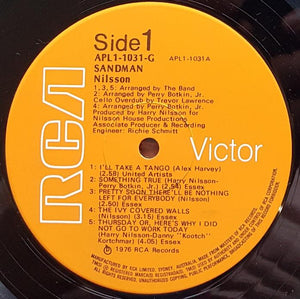 Side 1
APL1-1031-G
APL1-1031A
SANDMAN
Nilsson
1, 3, 5: Arranged by The Band
2: Arranged by Perry Botkin, Jr.
Cello Overdub by Trevor Lawrence
4: Arranged by Perry Botkin, Jr.
Produced by Harry Nilsson for
Nilsson House Productions
Associate Producer & Recording
Engineer: Richie Schmitt
RCA
Victor
1: I'LL TAKE A TANGO (Alex Harvey)
(2.58) United Artists
2: SOMETHING TRUE (Harry Nilsson-
Perry Botkin, Jr.) (2.54) Essex
3: PRETTY SOON THERE'LL BE NOTHING
LEFT FOR EVERYBODY (Nilsson)
(2.50) Essex
4: THE IVY COVERED WALLS
(Nilsson) (3.15) Essex
5: THURSDAY OR, HERE'S WHY I DID
NOT GO TO WORK TODAY
(Harry Nilsson-Danny "Kootch"
Kortchmar) (4.05) Essex
℗ 1976 RCA Records